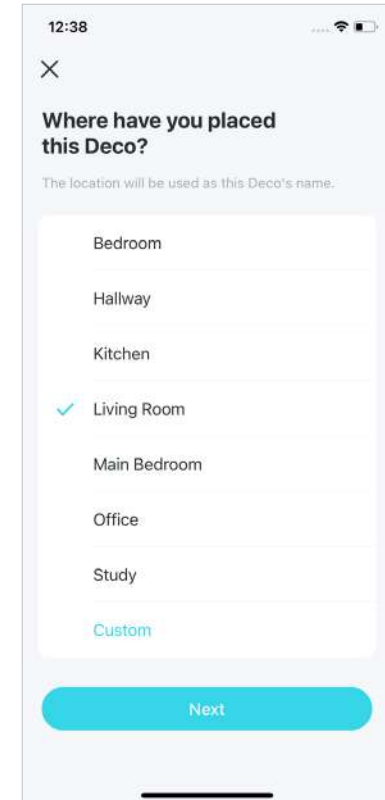 12:38
Where have you placed
this Deco?
The location will be used as this Deco's name.
Bedroom
Hallway
Kitchen
Living Room
Main Bedroom
Office
Study
Custom
Next